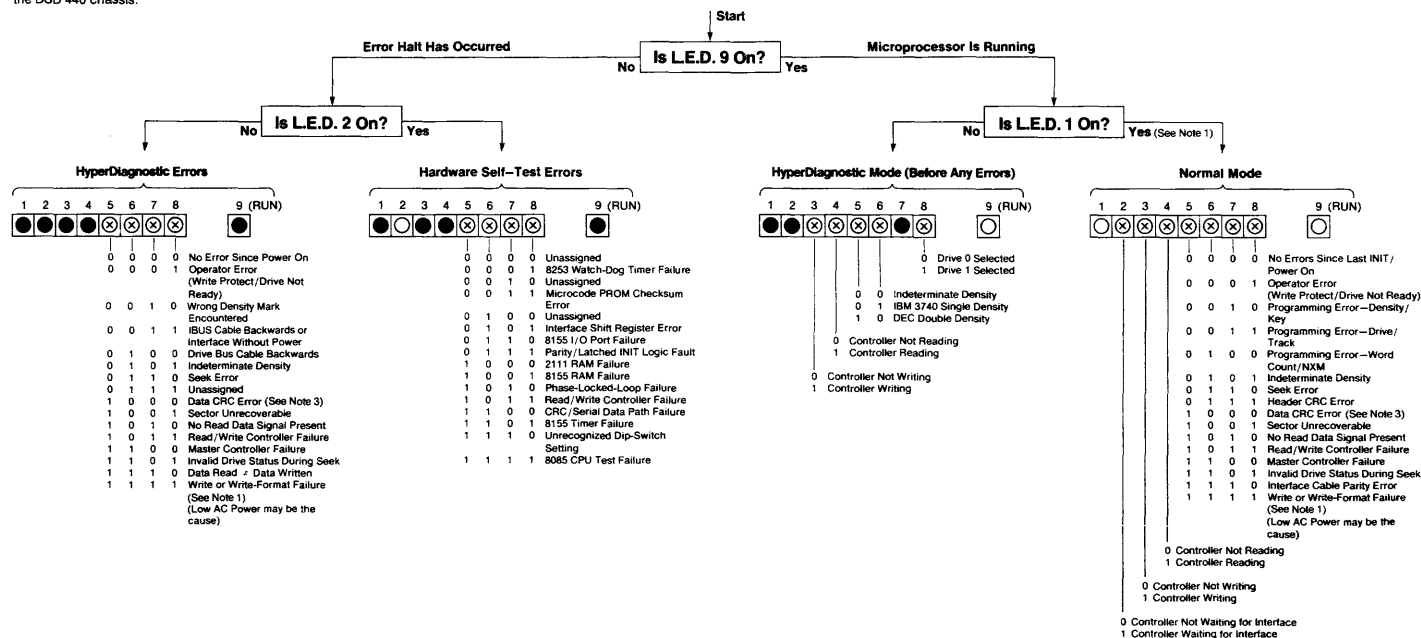 the DSD 440 chassis.
Start
Error Halt Has Occurred
Is L.E.D. 9 On?
Microprocessor Is Running
No
Yes
Is L.E.D. 2 On?
No
Yes
Is L.E.D. 1 On?
No
Yes (See Note 1)
HyperDiagnostic Errors
1 2 3 4 5 6 7 8 9 (RUN)
0 0 0 0 No Error Since Power On
0 0 0 1 Operator Error
(Write Protect/Drive Not
Ready)
0 0 1 0 Wrong Density Mark
Encountered
0 0 1 1 IBUS Cable Backwards or
Interface Without Power
0 1 0 0 Drive Bus Cable Backwards
0 1 0 1 Indeterminate Density
0 1 1 0 Seek Error
0 1 1 1 Unassigned
1 0 0 0 Data CRC Error (See Note 3)
1 0 0 1 Sector Unrecoverable
1 0 1 0 No Read Data Signal Present
1 0 1 1 Read/Write Controller Failure
1 1 0 0 Master Controller Failure
1 1 0 1 Invalid Drive Status During Seek
1 1 1 0 Data Read ≠ Data Written
1 1 1 1 Write or Write-Format Failure
(See Note 1)
(Low AC Power may be the
cause)
Hardware Self-Test Errors
1 2 3 4 5 6 7 8 9 (RUN)
0 0 0 0 Unassigned
0 0 0 1 8253 Watch-Dog Timer Failure
0 0 1 0 Unassigned
0 0 1 1 Microcode PROM Checksum
Error
0 1 0 0 Unassigned
0 1 0 1 Interface Shift Register Error
0 1 1 0 8155 I/O Port Failure
0 1 1 1 Parity/Latched INIT Logic Fault
1 0 0 0 2111 RAM Failure
1 0 0 1 8155 RAM Failure
1 0 1 0 Phase-Locked-Loop Failure
1 0 1 1 Read/Write Controller Failure
1 1 0 0 CRC/Serial Data Path Failure
1 1 0 1 8155 Timer Failure
1 1 1 0 Unrecognized Dip-Switch
Setting
1 1 1 1 8085 CPU Test Failure
HyperDiagnostic Mode (Before Any Errors)
1 2 3 4 5 6 7 8 9 (RUN)
0 Drive 0 Selected
1 Drive 1 Selected
0 0 Indeterminate Density
0 1 IBM 3740 Single Density
1 0 DEC Double Density
0 Controller Not Reading
1 Controller Reading
0 Controller Not Writing
1 Controller Writing
Normal Mode
1 2 3 4 5 6 7 8 9 (RUN)
0 0 0 0 No Errors Since Last INIT/
Power On
0 0 0 1 Operator Error
(Write Protect/Drive Not Ready)
0 0 1 0 Programming Error—Density/
Key
0 0 1 1 Programming Error—Drive/
Track
0 1 0 0 Programming Error—Word
Count/NXM
0 1 0 1 Indeterminate Density
0 1 1 0 Seek Error
0 1 1 1 Header CRC Error
1 0 0 0 Data CRC Error (See Note 3)
1 0 0 1 Sector Unrecoverable
1 0 1 0 No Read Data Signal Present
1 0 1 1 Read/Write Controller Failure
1 1 0 0 Master Controller Failure
1 1 0 1 Invalid Drive Status During Seek
1 1 1 0 Interface Cable Parity Error
1 1 1 1 Write or Write-Format Failure
(See Note 1)
(Low AC Power may be the
cause)
0 Controller Not Reading
1 Controller Reading
0 Controller Not Writing
1 Controller Writing
0 Controller Not Waiting for Interface
1 Controller Waiting for Interface